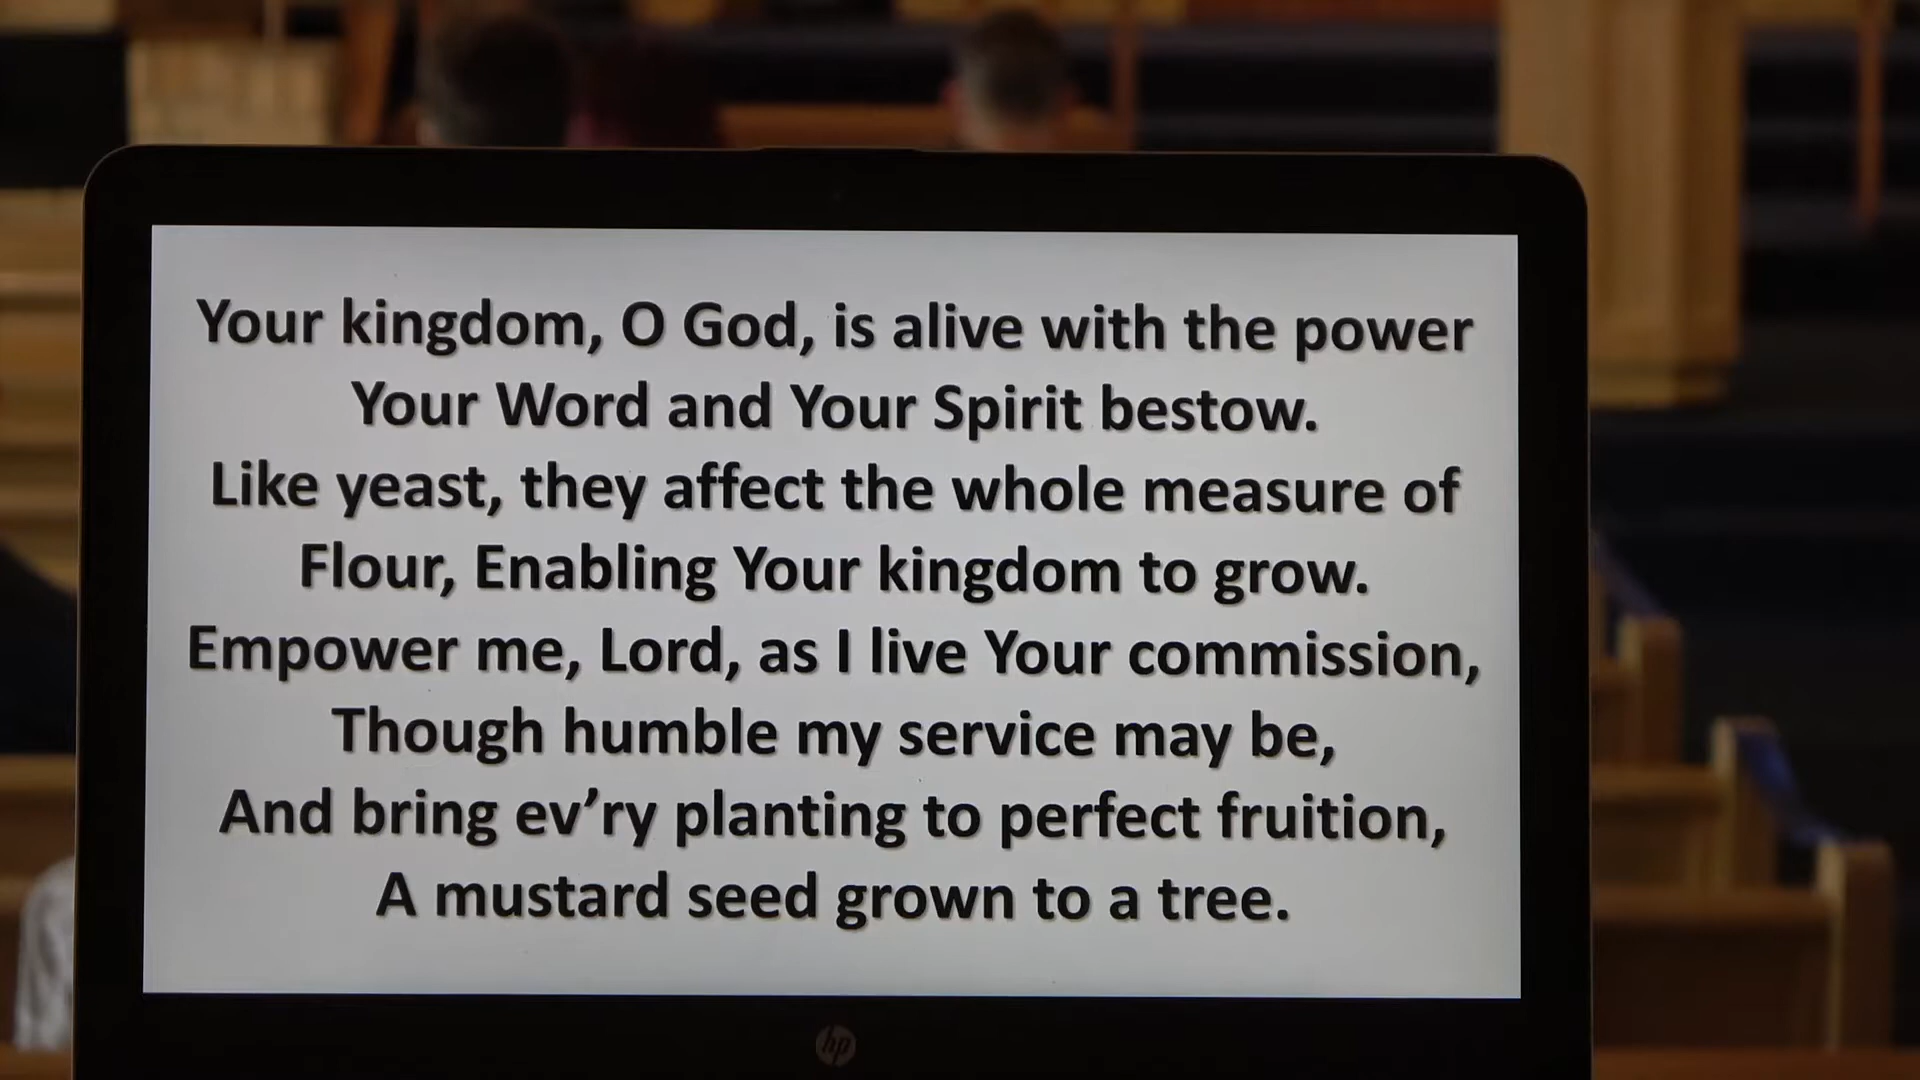 Your kingdom, O God, is alive with the power
Your Word and Your Spirit bestow.
Like yeast, they affect the whole measure of
Flour, Enabling Your kingdom to grow.
Empower me, Lord, as I live Your commission,
Though humble my service may be,
And bring ev’ry planting to perfect fruition,
A mustard seed grown to a tree.
hp